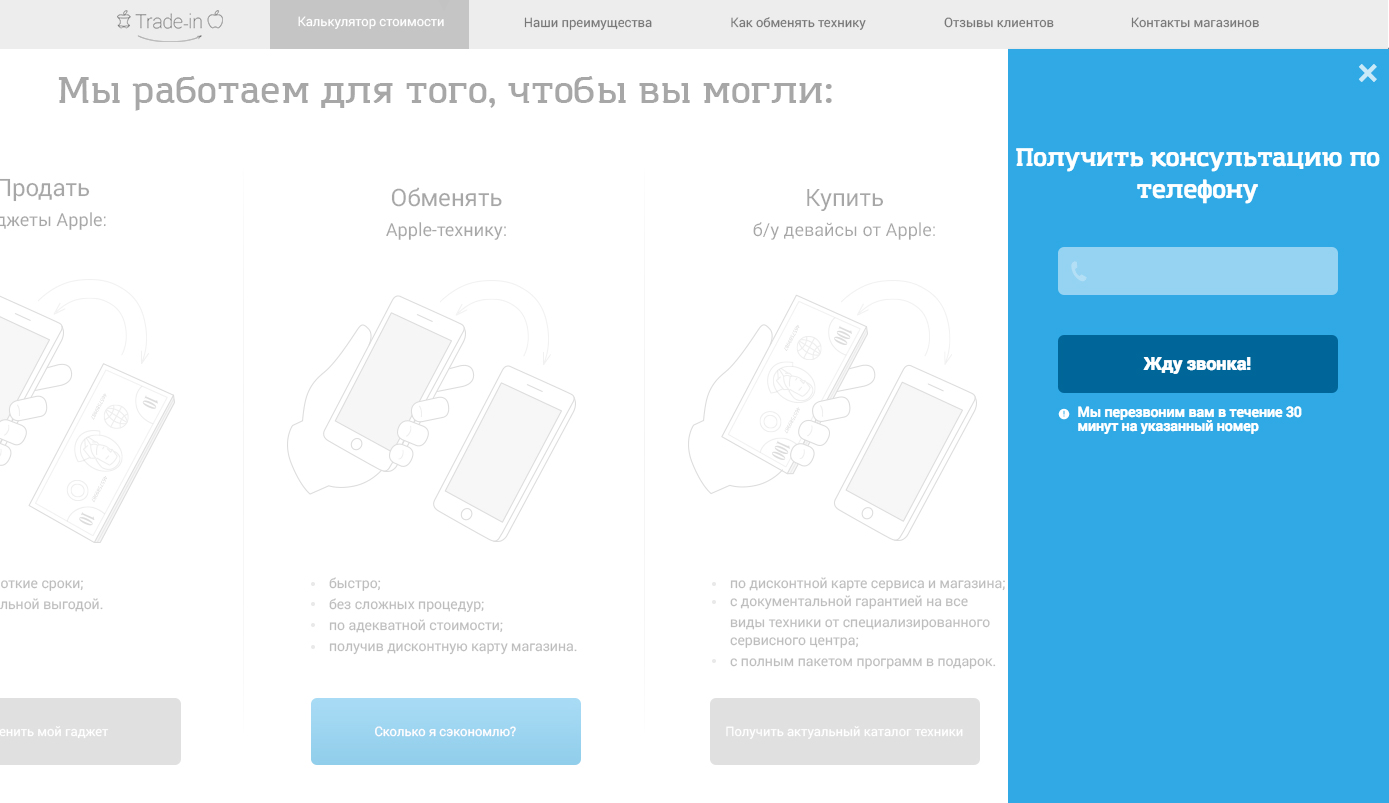 Trade-in
Калькулятор стоимости
Наши преимущества
Как обменять технику
Отзывы клиентов
Контакты магазинов
Мы работаем для того, чтобы вы могли:
Продать
джеты Apple:
откие сроки;
льной выгодой.
енить мой гаджет
Обменять
Apple-технику:
быстро;
без сложных процедур;
по адекватной стоимости;
получив дисконтную карту магазина.
Сколько я сэкономлю?
Купить
б/у девайсы от Apple:
100
100
по дисконтной карте сервиса и магазина;
с документальной гарантией на все
виды техники от специализированного
сервисного центра;
с полным пакетом программ в подарок.
Получить актуальный каталог техники
Получить консультацию по
телефону
Жду звонка!
Мы перезвоним вам в течение 30
минут на указанный номер